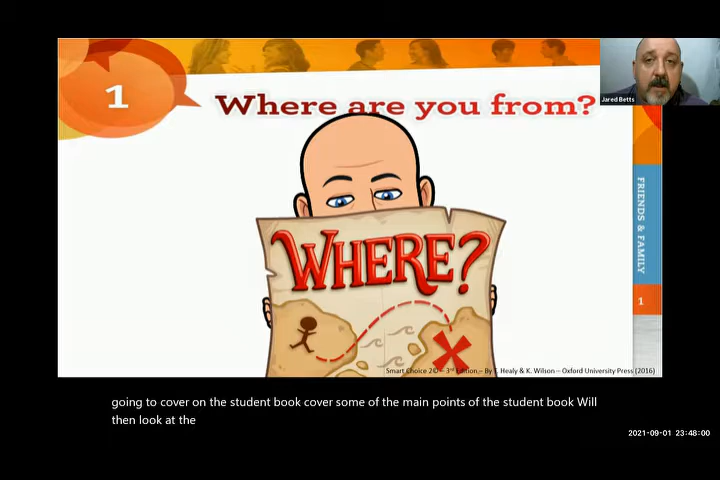 1
Where are you from?
Jared Betts
WHERE?
FRIENDS & FAMILY
1
Smart Choice 2© – 3rd Edition – By T. Healy & K. Wilson – Oxford University Press (2016)
going to cover on the student book cover some of the main points of the student book Will
then look at the
2021-09-01 23:48:00